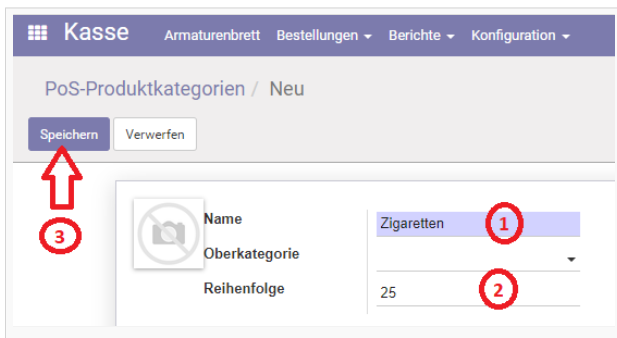 Kasse Armaturenbrett Bestellungen Berichte Konfiguration
PoS-Produktkategorien / Neu
Speichern Verwerfen
3
Name Zigaretten 1
Oberkategorie
Reihenfolge 25 2